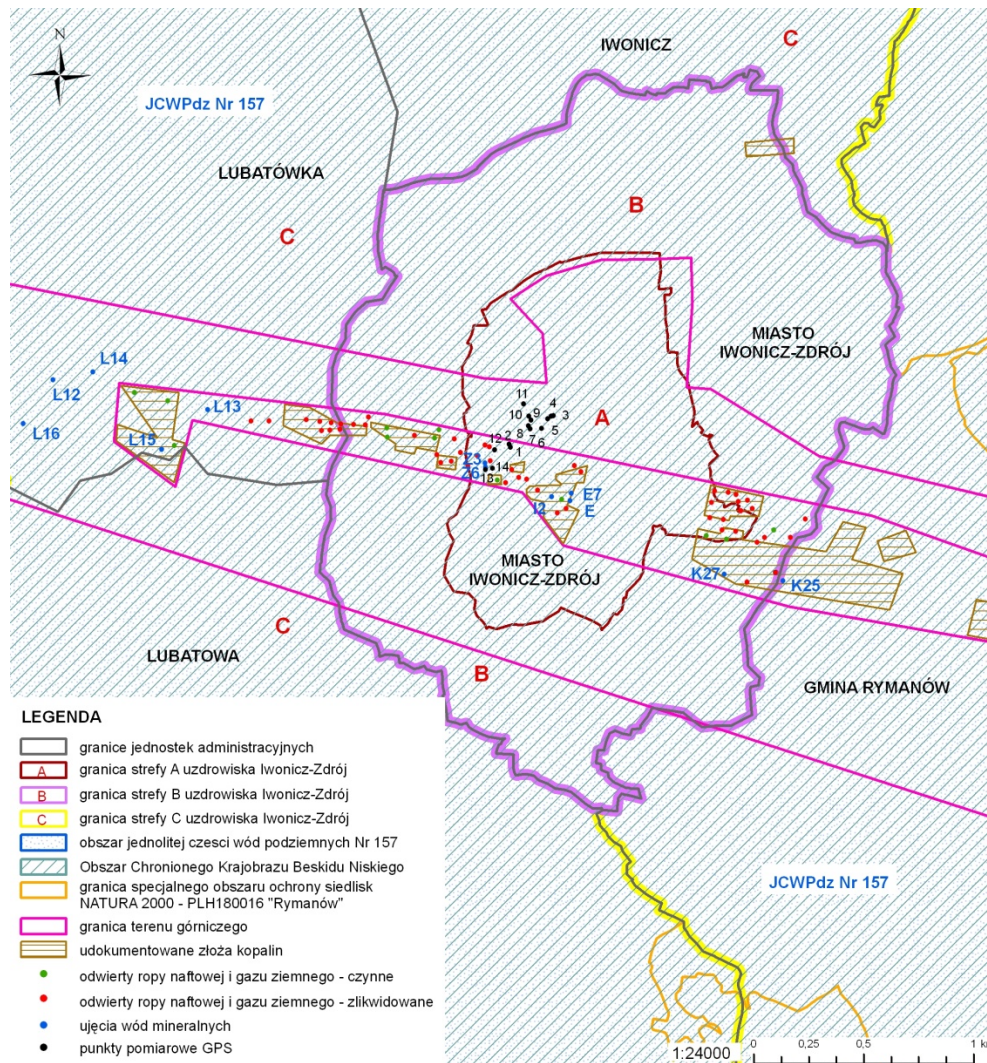 IWONICZ
C
N
JCWPdz Nr 157
LUBATÓWKA
C
B
MIASTO
IWONICZ-ZDRÓJ
L14
L12
L13
L16
L15
11
4
10
9
3
A
8
7
6
5
12
2
1
Z3
Z6
13
14
I2
E7
E
MIASTO
IWONICZ-ZDRÓJ
K27
K25
C
LUBATOWA
B
GMINA RYMANÓW
JCWPdz Nr 157
LEGENDA
granice jednostek administracyjnych
A granica strefy A uzdrowiska Iwonicz-Zdrój
B granica strefy B uzdrowiska Iwonicz-Zdrój
C granica strefy C uzdrowiska Iwonicz-Zdrój
obszar jednolitej czesci wód podziemnych Nr 157
Obszar Chronionego Krajobrazu Beskidu Niskiego
granica specjalnego obszaru ochrony siedlisk
NATURA 2000 - PLH180016 "Rymanów"
granica terenu górniczego
udokumentowane złoża kopalin
odwierty ropy naftowej i gazu ziemnego - czynne
odwierty ropy naftowej i gazu ziemnego - zlikwidowane
ujęcia wód mineralnych
punkty pomiarowe GPS
1:24000
0 0,25 0,5 1